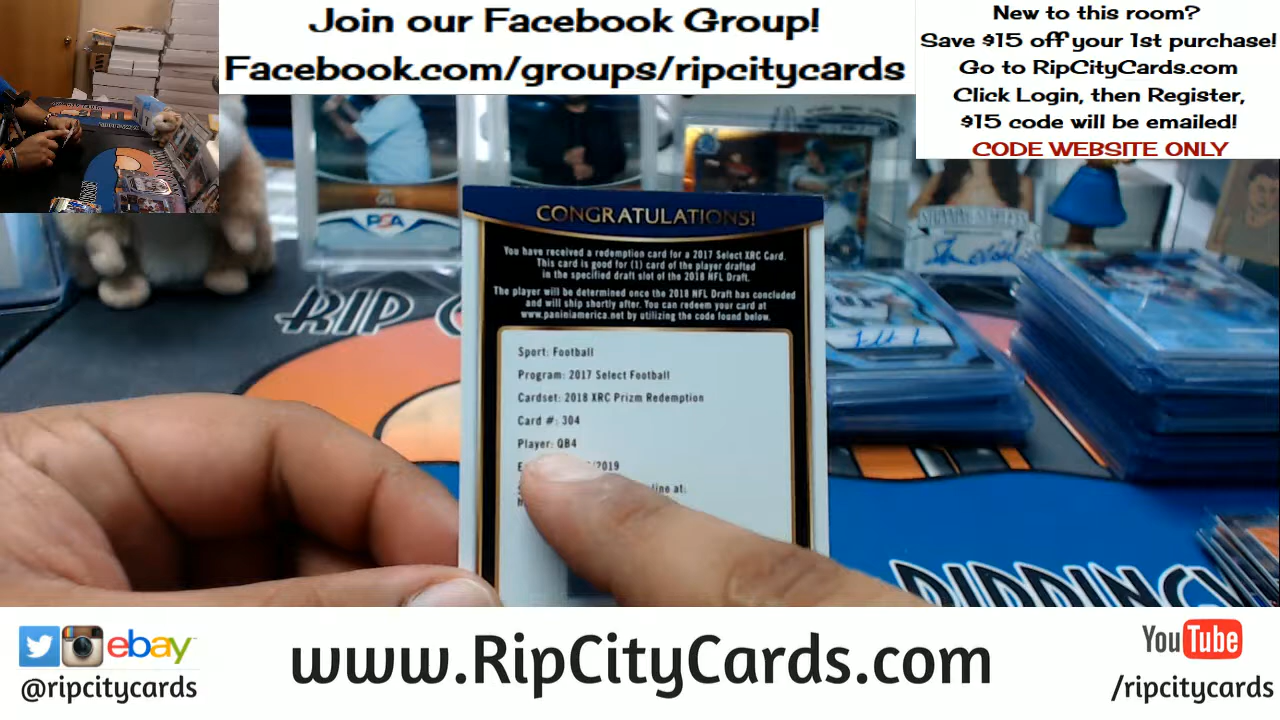 Join our Facebook Group!
Facebook.com/groups/ripcitycards
New to this room?
Save $15 off your 1st purchase!
Go to RipCityCards.com
Click Login, then Register,
$15 code will be emailed!
CODE WEBSITE ONLY
PSA
RIP C
CONGRATULATIONS!
You have received a redemption card for a 2017 Select XRC Card.
This card is good for (1) card of the player drafted
in the specified draft slot of the 2018 NFL Draft.
The player will be determined once the 2018 NFL Draft has concluded
and will ship shortly after. You can redeem your card at
www.paniniamerica.net by utilizing the code found below.
Sport: Football
Program: 2017 Select Football
Cardset: 2018 XRC Prizm Redemption
Card #: 304
Player: QB4
/2019
line at:
RIPPINCY
www.RipCityCards.com
ebay
@ripcitycards
YouTube
/ripcitycards